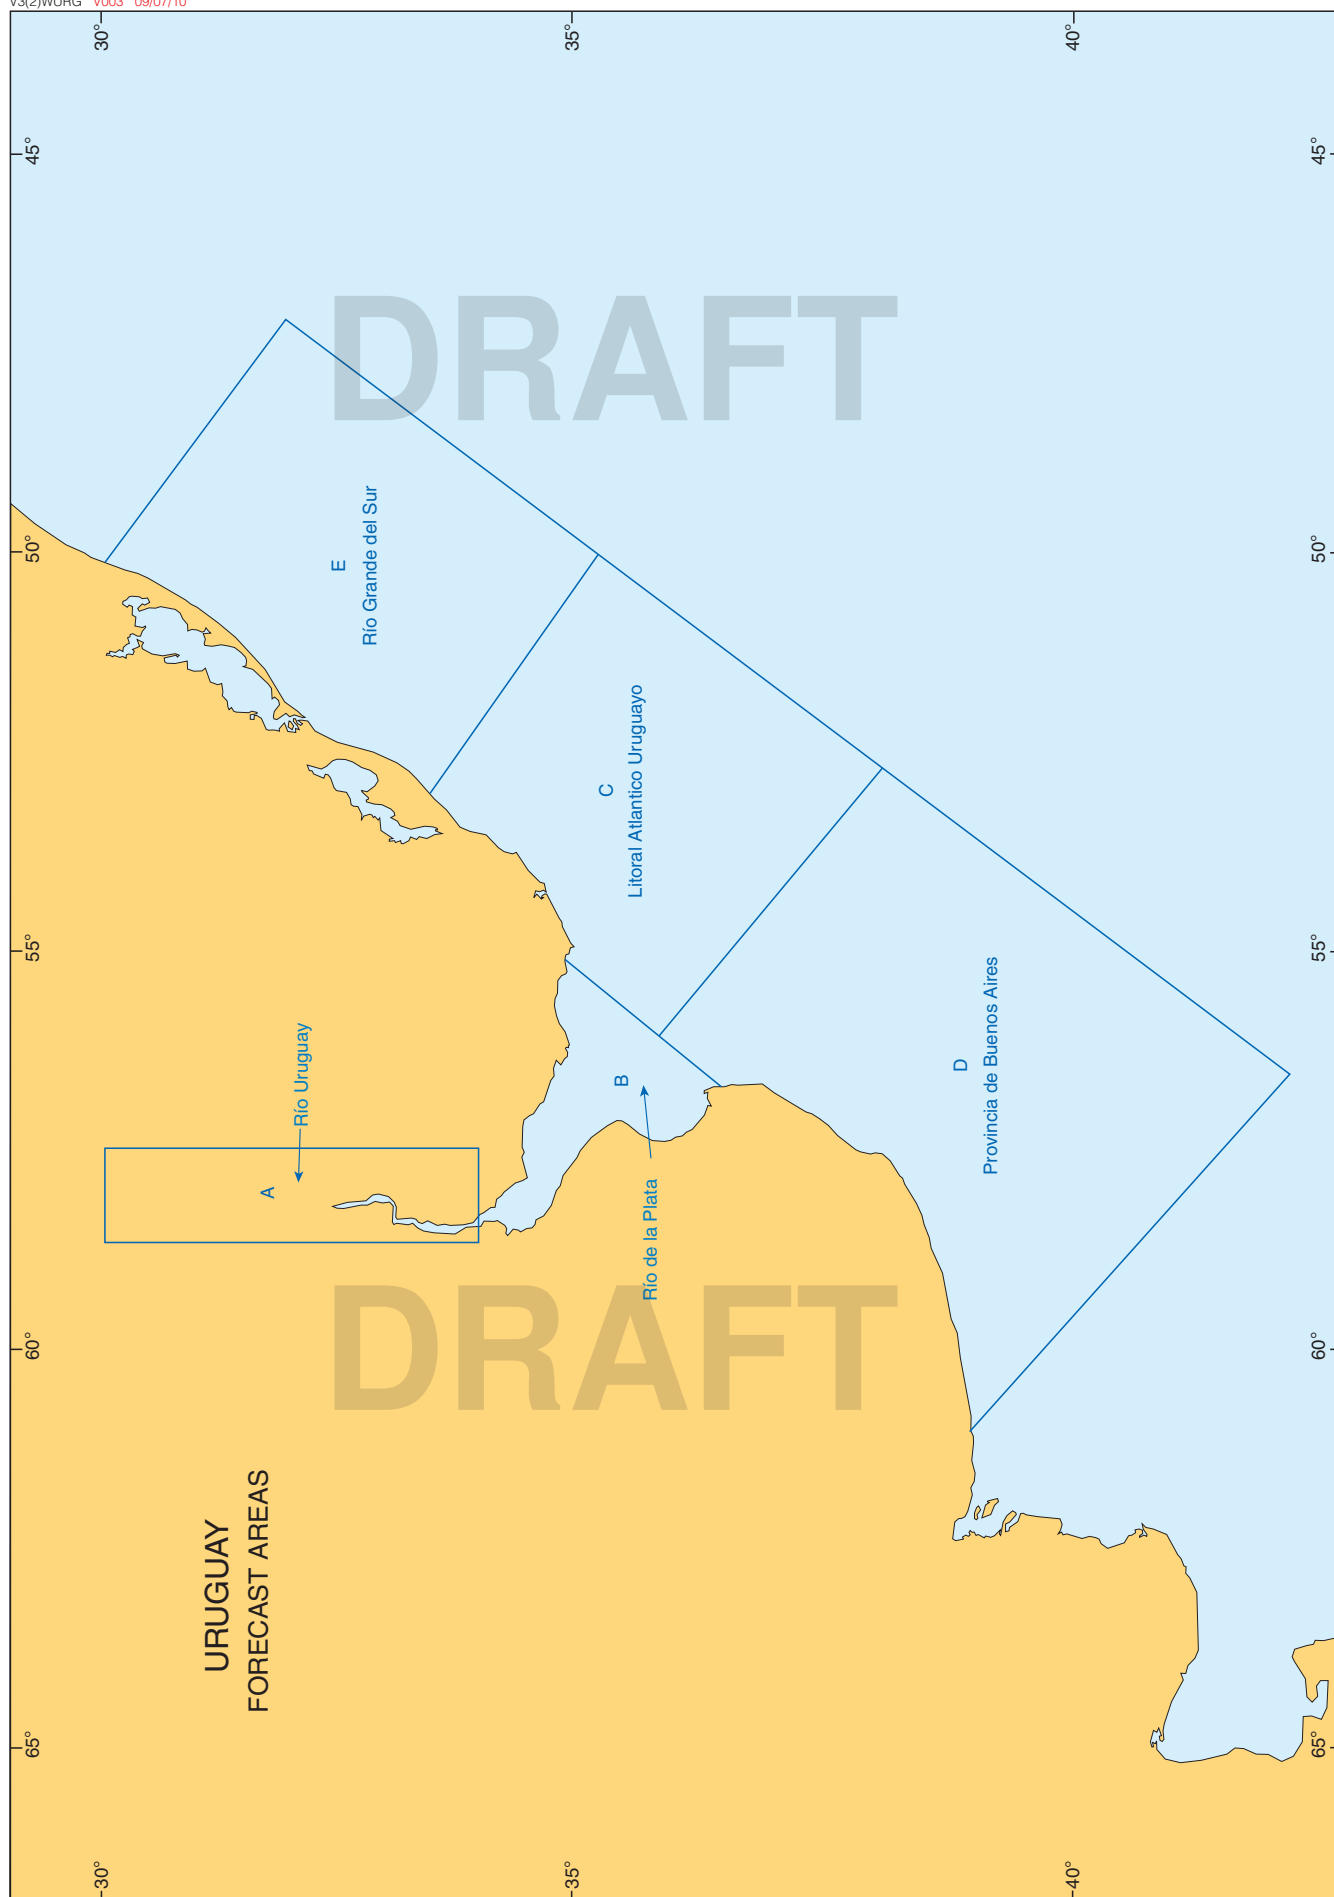 V3(2)WURG V003 09/07/10
URUGUAY
FORECAST AREAS
65°
60°
55°
50°
45°
30°
30°
A
Río Uruguay
E
Río Grande del Sur
DRAFT
DRAFT
35°
35°
B
Río de la Plata
C
Litoral Atlantico Uruguayo
D
Provincia de Buenos Aires
40°
40°
65°
60°
55°
50°
45°